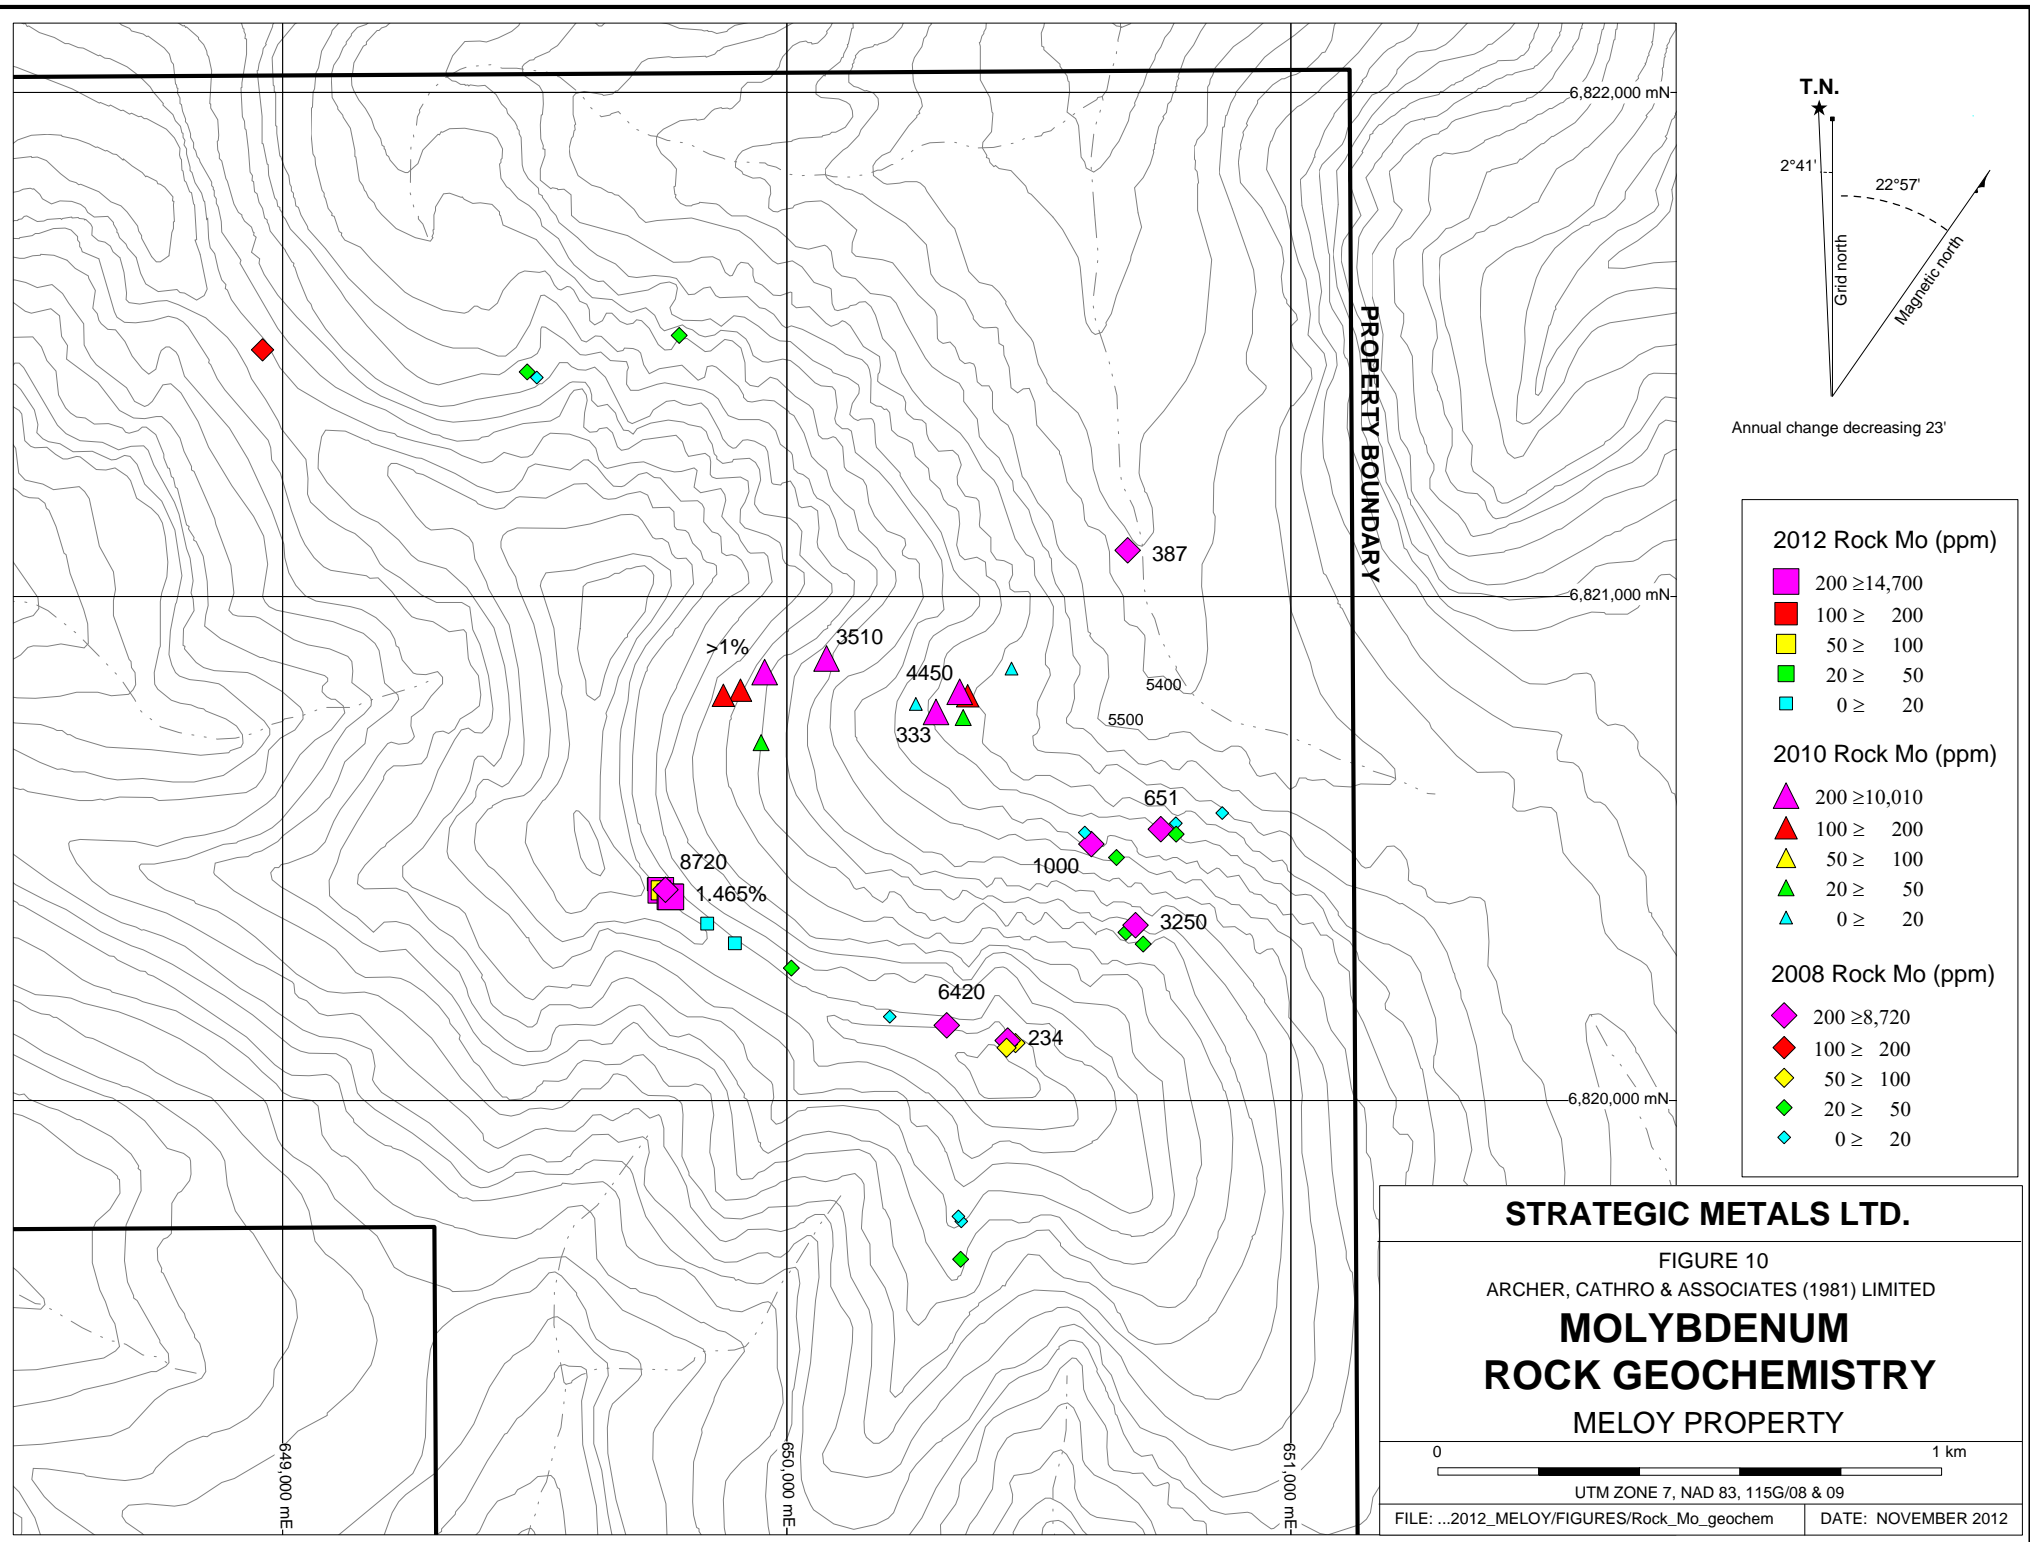 6,822,000 mN
387
6,821,000 mN
3510
>1%
4450
5400
5500
333
651
1000
8720
1.465%
3250
6420
234
6,820,000 mN
649,000 mE
650,000 mE
651,000 mE
PROPERTY BOUNDARY
T.N.
2°41'
22°57'
Grid north
Magnetic north
Annual change decreasing 23'
2012 Rock Mo (ppm)
200 ≥14,700
100 ≥ 200
50 ≥ 100
20 ≥ 50
0 ≥ 20
2010 Rock Mo (ppm)
200 ≥10,010
100 ≥ 200
50 ≥ 100
20 ≥ 50
0 ≥ 20
2008 Rock Mo (ppm)
200 ≥8,720
100 ≥ 200
50 ≥ 100
20 ≥ 50
0 ≥ 20
STRATEGIC METALS LTD.
FIGURE 10
ARCHER, CATHRO & ASSOCIATES (1981) LIMITED
MOLYBDENUM
ROCK GEOCHEMISTRY
MELOY PROPERTY
0 1 km
UTM ZONE 7, NAD 83, 115G/08 & 09
FILE: ...2012_MELOY/FIGURES/Rock_Mo_geochem DATE: NOVEMBER 2012